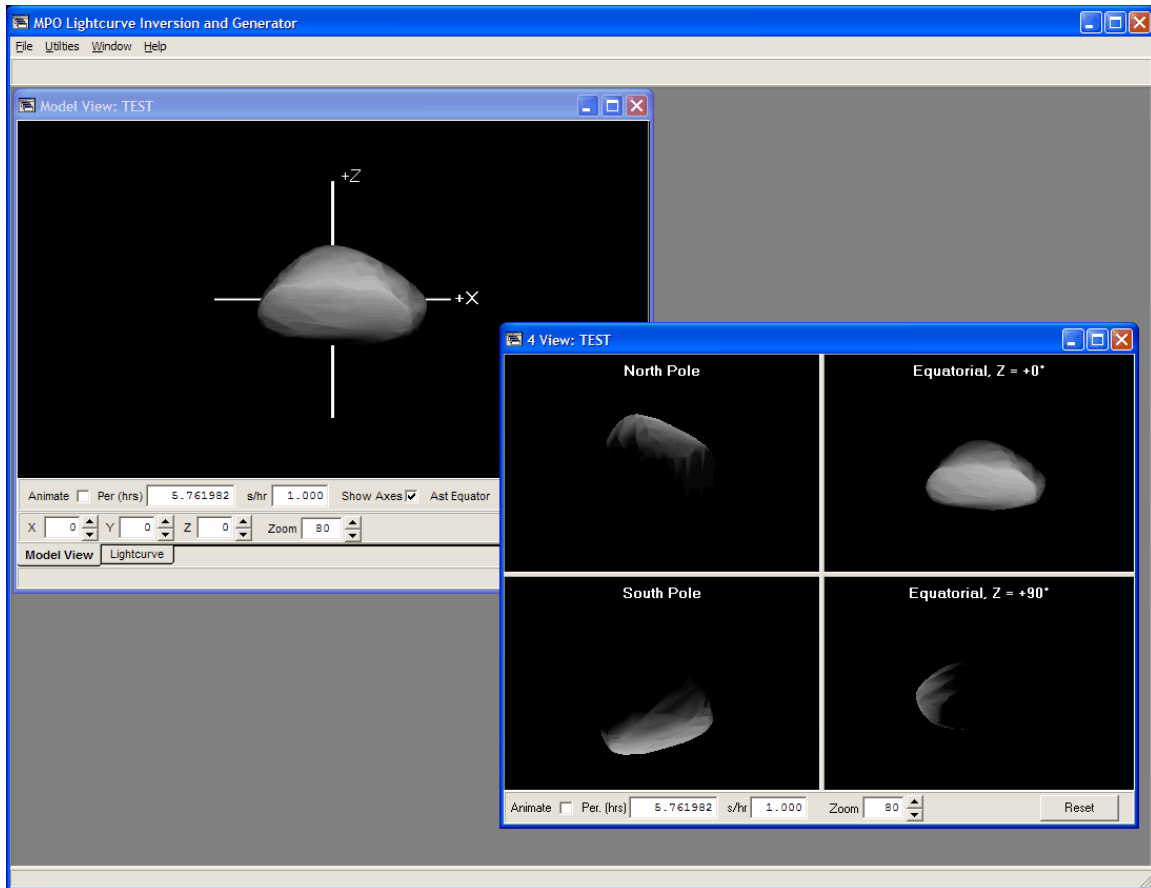 MPO Lightcurve Inversion and Generator
File Utilties Window Help
Model View: TEST
+Z
+X
Animate Per (hrs) 5.761982 s/hr 1.000 Show Axes Ast Equator
X 0 Y 0 Z 0 Zoom 80
Model View Lightcurve
4 View: TEST
North Pole
Equatorial, Z = +0°
South Pole
Equatorial, Z = +90°
Animate Per. (hrs) 5.761982 s/hr 1.000 Zoom 80 Reset